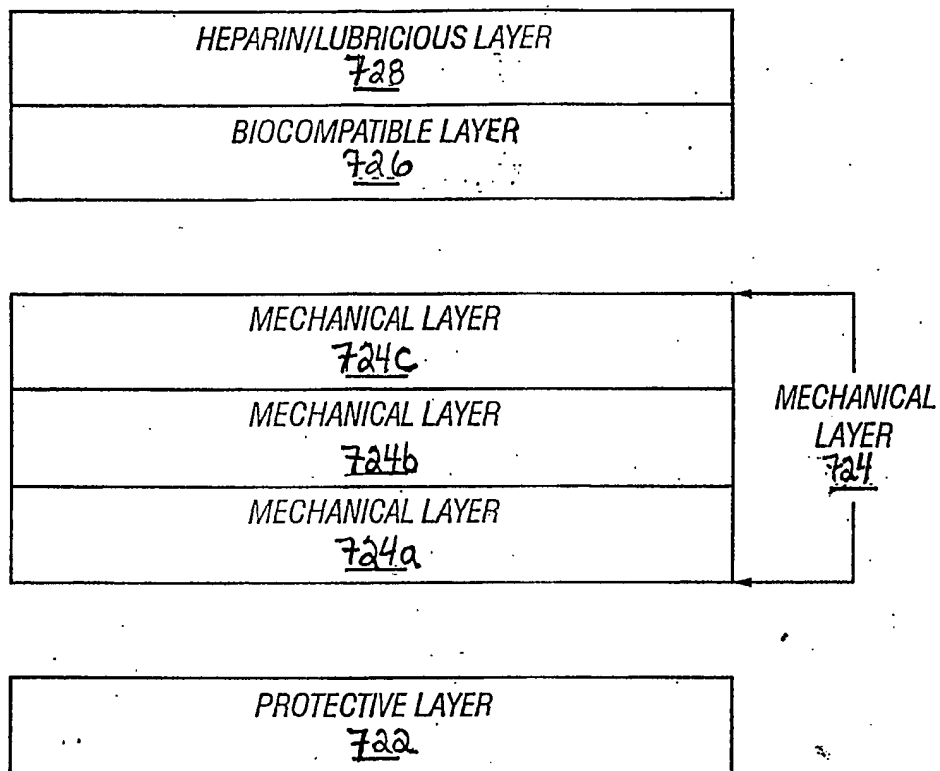 HEPARIN/LUBRICIOUS LAYER
728
BIOCOMPATIBLE LAYER
726
MECHANICAL LAYER
724c
MECHANICAL LAYER
724b
MECHANICAL LAYER
724a
MECHANICAL
LAYER
724
PROTECTIVE LAYER
722